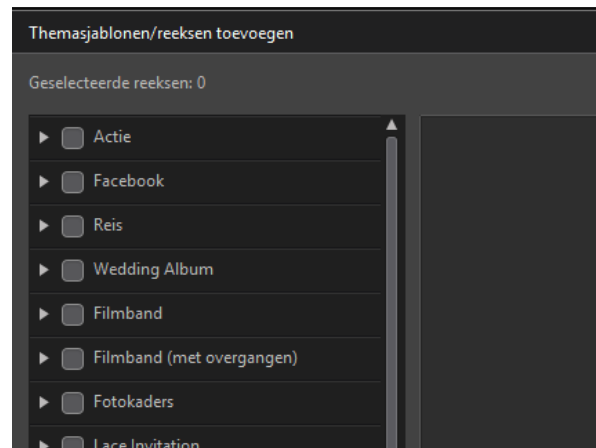 Themasjablonen/reeksen toevoegen
Geselecteerde reeksen: 0
Actie
Facebook
Reis
Wedding Album
Filmband
Filmband (met overgangen)
Fotokaders
Lace Invitation